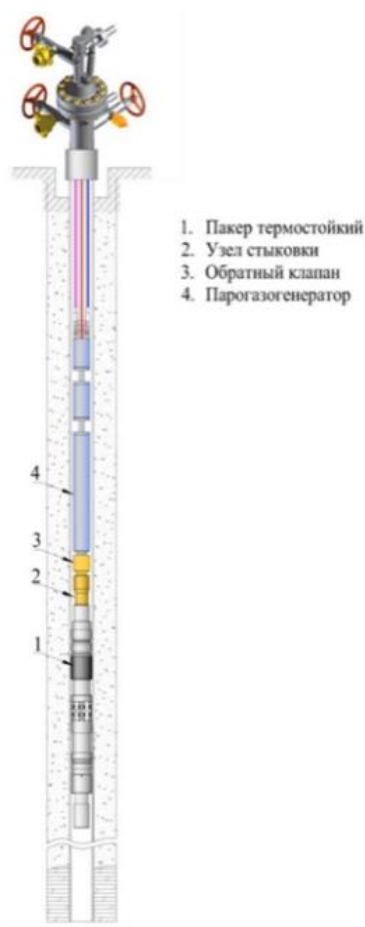 1. Пакер термостойкий
2. Узел стыковки
3. Обратный клапан
4. Парогазогенератор
4
3
2
1